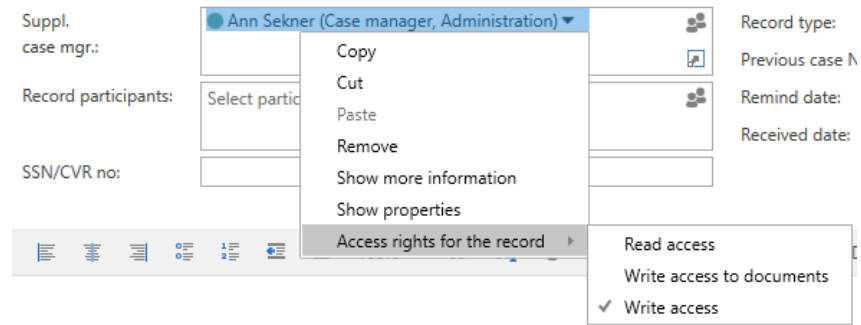 Suppl.
case mgr.:
Ann Sekner (Case manager, Administration)
Record type:
Previous case N
Record participants:
Select partic
Remind date:
Received date:
SSN/CVR no:
Copy
Cut
Paste
Remove
Show more information
Show properties
Access rights for the record
Read access
Write access to documents
Write access